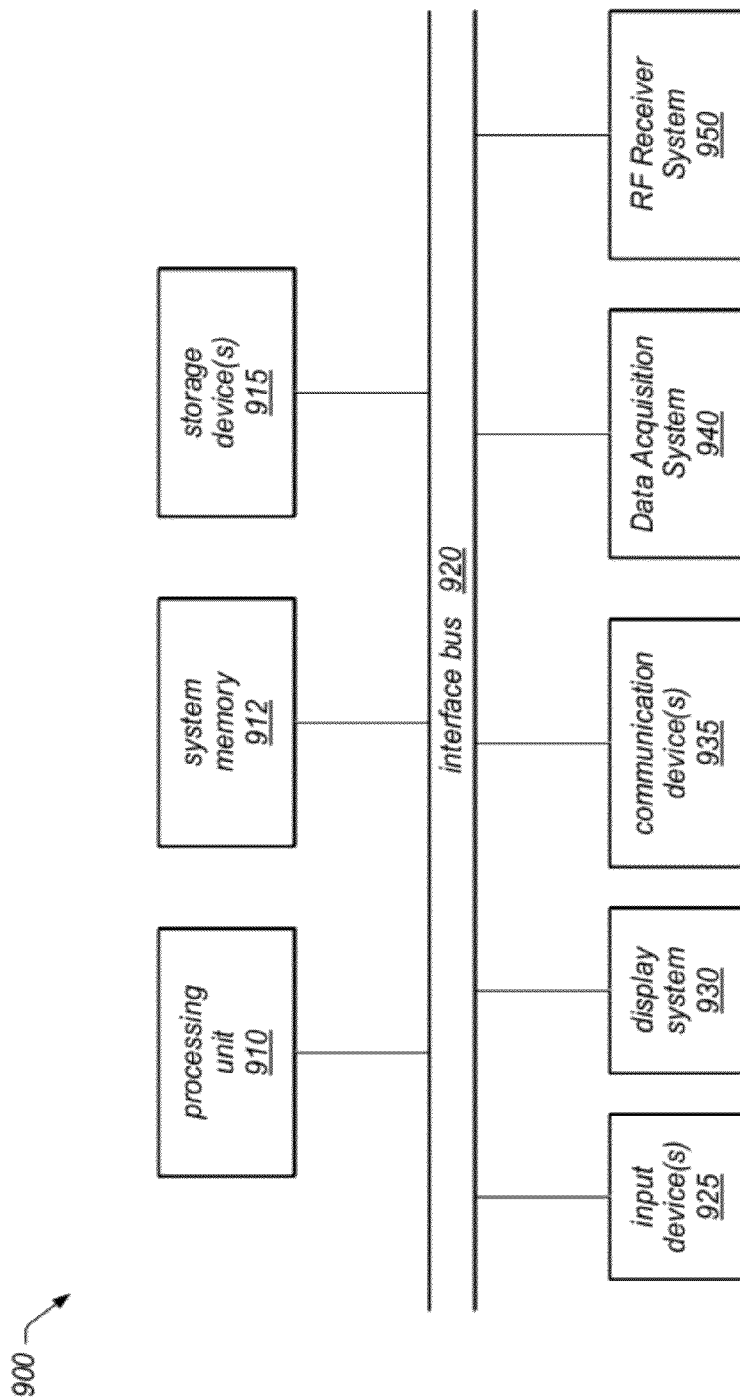 900
processing
unit
910
system
memory
912
storage
device(s)
915
interface bus 920
input
device(s)
925
display
system
930
communication
device(s)
935
Data Acquisition
System
940
RF Receiver
System
950